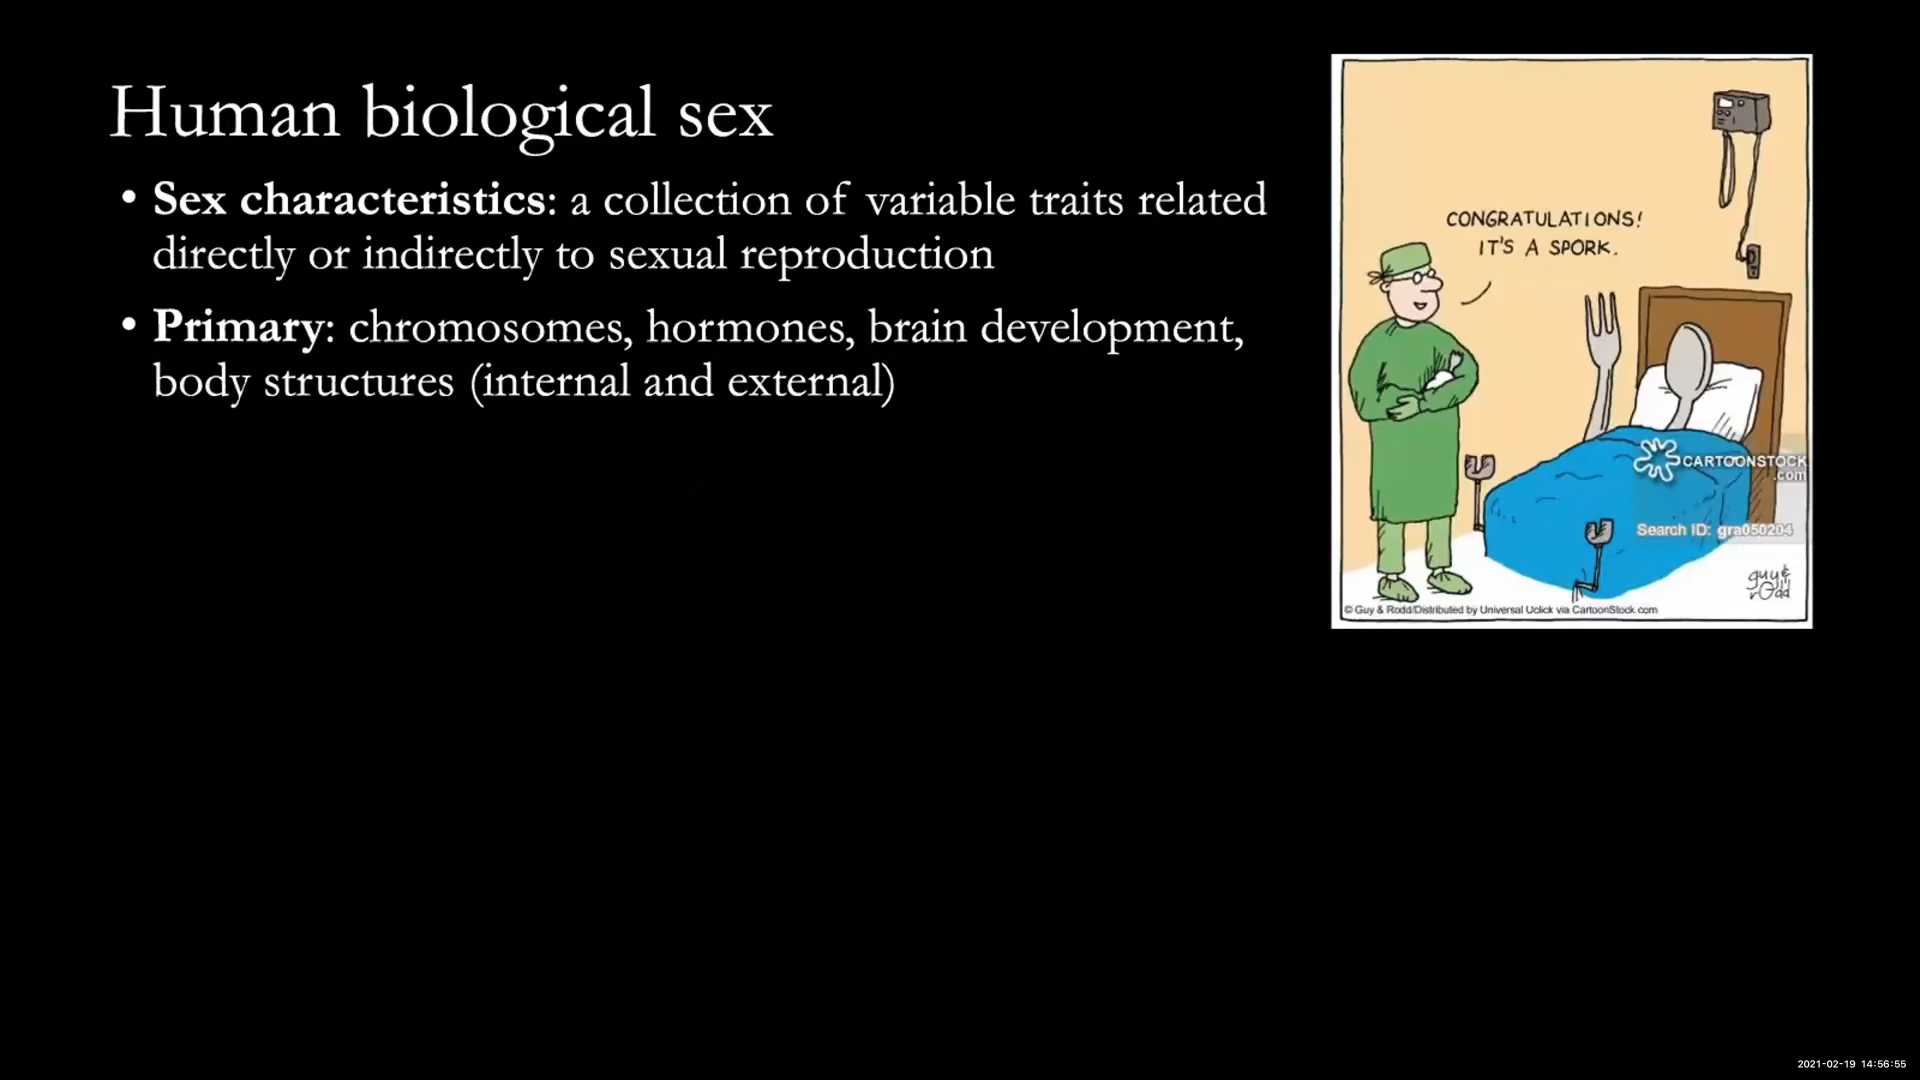 Human biological sex
• Sex characteristics: a collection of variable traits related
directly or indirectly to sexual reproduction
• Primary: chromosomes, hormones, brain development,
body structures (internal and external)
CONGRATULATIONS!
IT'S A SPORK.
CARTOONSTOCK
.com
Search ID: gra050204
guy &
rodd
© Guy & Rodd/Distributed by Universal Uclick via CartoonStock.com
2021-02-19 14:56:55